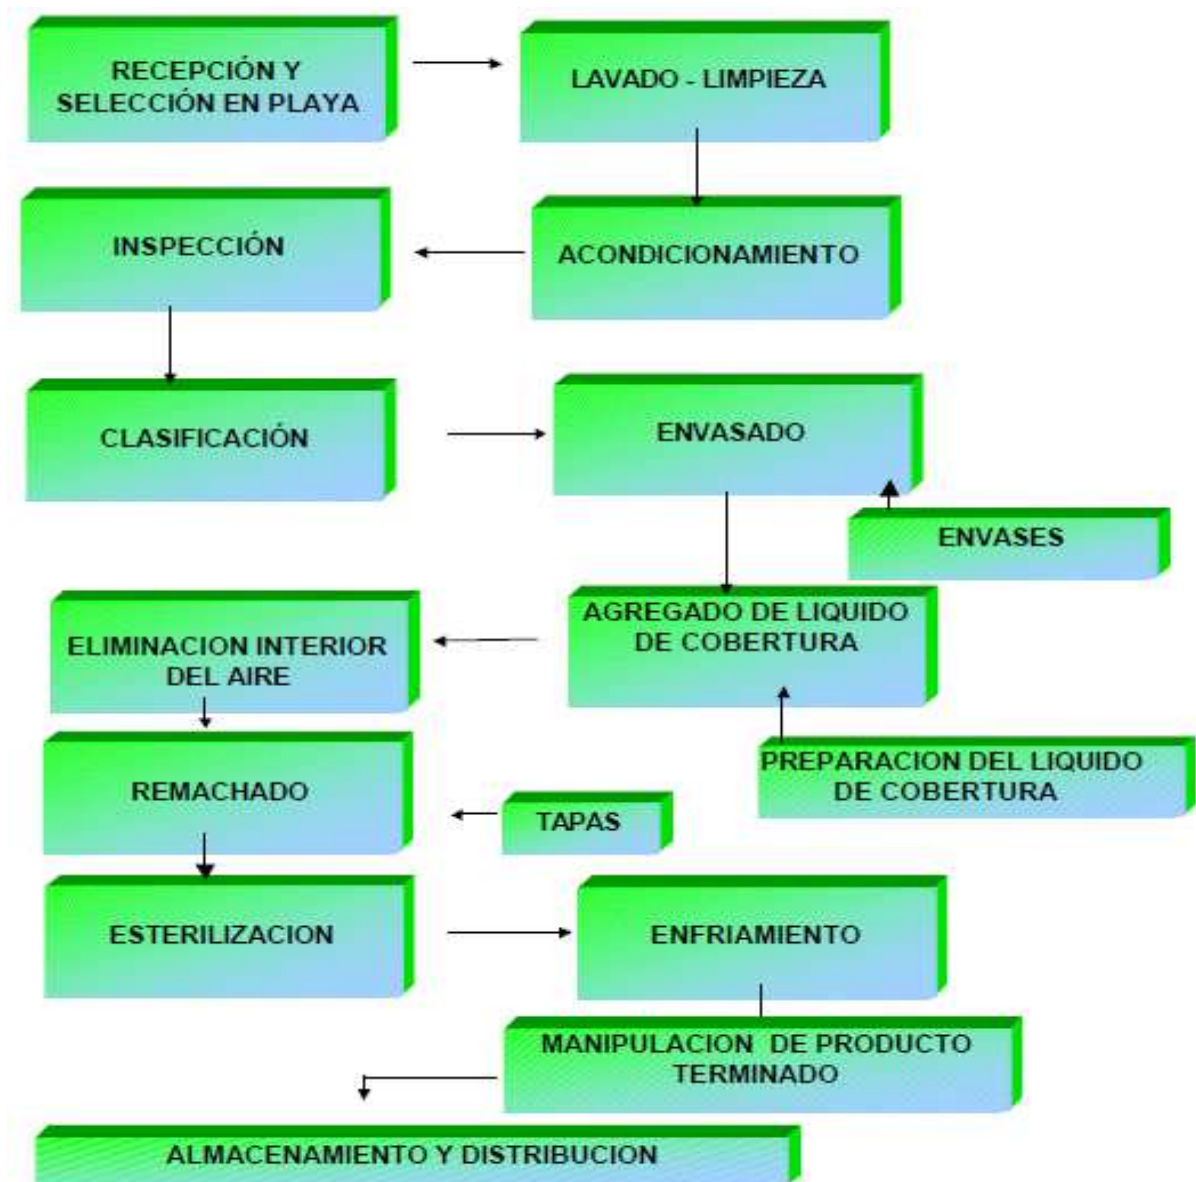 RECEPCIÓN Y
SELECCIÓN EN PLAYA
LAVADO - LIMPIEZA
INSPECCIÓN
ACONDICIONAMIENTO
CLASIFICACIÓN
ENVASADO
ENVASES
AGREGADO DE LIQUIDO
DE COBERTURA
ELIMINACION INTERIOR
DEL AIRE
PREPARACION DEL LIQUIDO
DE COBERTURA
REMACHADO
TAPAS
ESTERILIZACION
ENFRIAMIENTO
MANIPULACION DE PRODUCTO
TERMINADO
ALMACENAMIENTO Y DISTRIBUCION